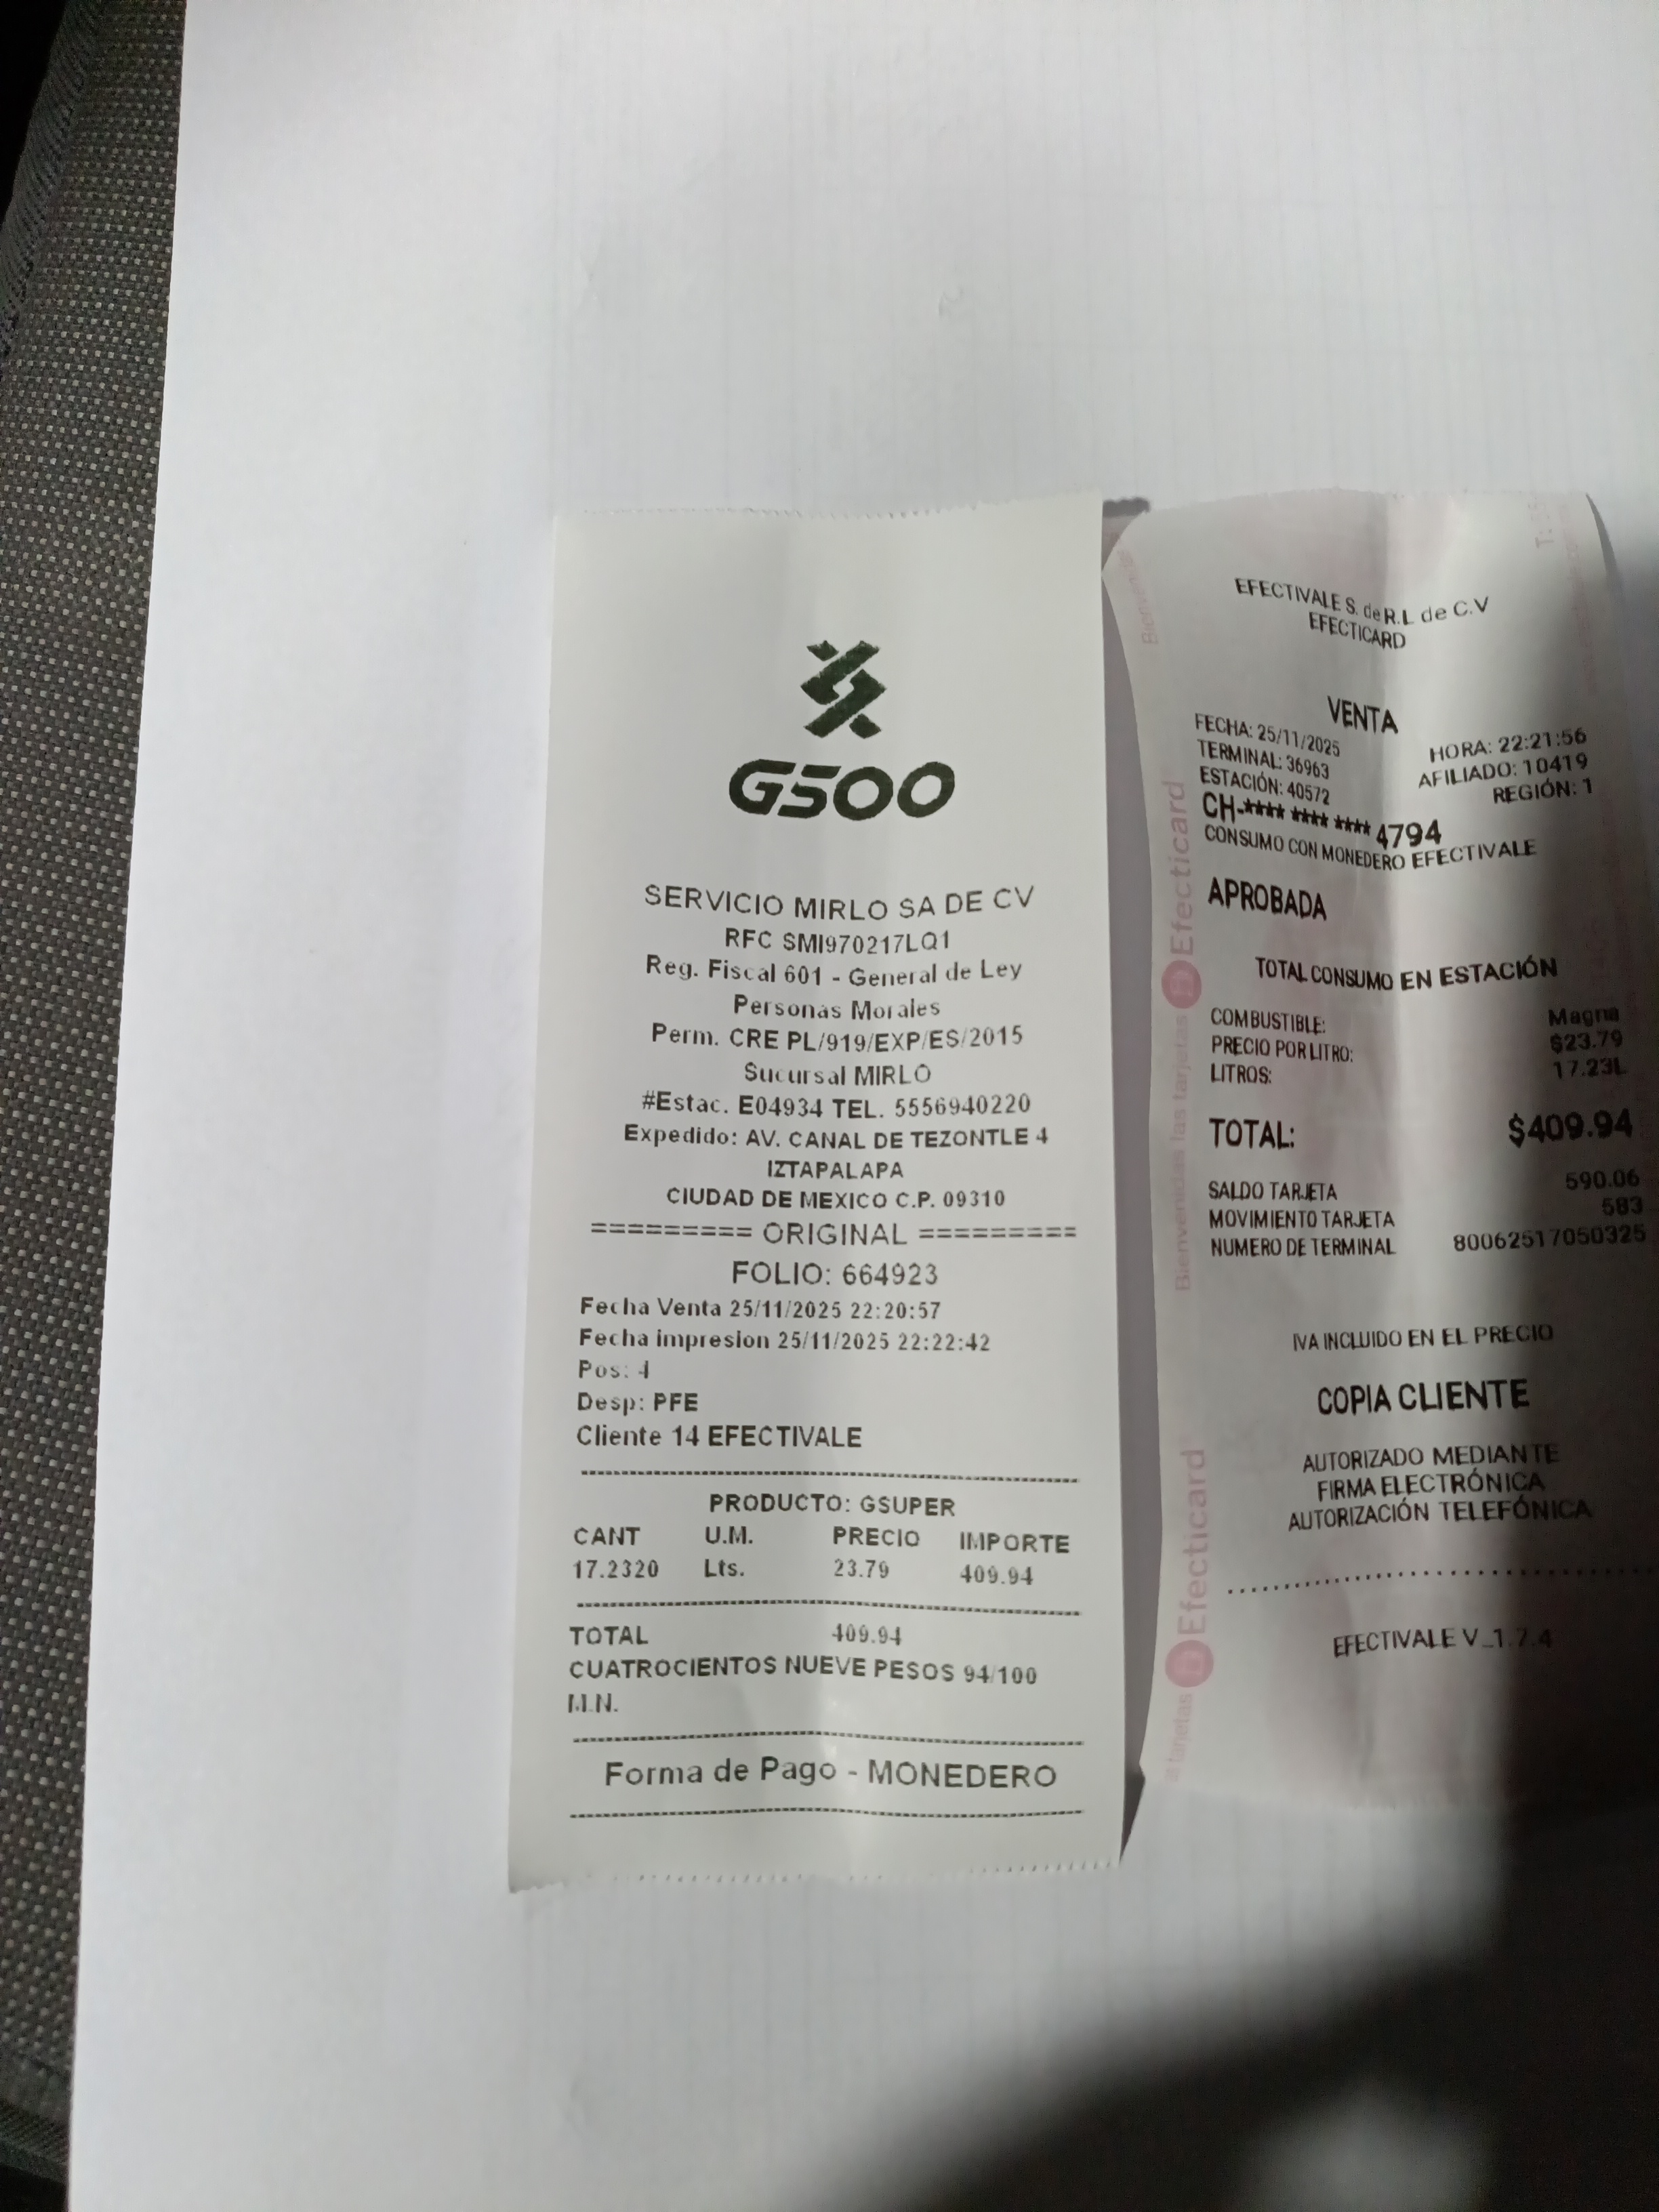 G500
SERVICIO MIRLO SA DE CV
RFC SMI970217LQ1
Reg. Fiscal 601 - General de Ley
Personas Morales
Perm. CRE PL/919/EXP/ES/2015
Sucursal MIRLO
#Estac. E04934 TEL. 5556940220
Expedido: AV. CANAL DE TEZONTLE 4
IZTAPALAPA
CIUDAD DE MEXICO C.P. 09310
========= ORIGINAL =========
FOLIO: 664923
Fecha Venta 25/11/2025 22:20:57
Fecha impresion 25/11/2025 22:22:42
Pos: 4
Desp: PFE
Cliente 14 EFECTIVALE
PRODUCTO: GSUPER
CANT U.M. PRECIO IMPORTE
17.2320 Lts. 23.79 409.94
TOTAL 409.94
CUATROCIENTOS NUEVE PESOS 94/100
M.N.
Forma de Pago - MONEDERO
EFECTIVALE S. de R.L de C.V
EFECTICARD
VENTA
FECHA: 25/11/2025 HORA: 22:21:56
TERMINAL: 36963 AFILIADO: 10419
ESTACIÓN: 40572 REGIÓN: 1
CH-**** **** **** 4794
CONSUMO CON MONEDERO EFECTIVALE
APROBADA
TOTAL CONSUMO EN ESTACIÓN
COMBUSTIBLE: Magna
PRECIO POR LITRO: $23.79
LITROS: 17.23L
TOTAL: $409.94
SALDO TARJETA 590.06
MOVIMIENTO TARJETA 583
NUMERO DE TERMINAL 80062517050325
IVA INCLUIDO EN EL PRECIO
COPIA CLIENTE
AUTORIZADO MEDIANTE
FIRMA ELECTRÓNICA
AUTORIZACIÓN TELEFÓNICA
EFECTIVALE V_1.7.4
Efecticard
Bienvenidas las tarjetas Efecticard